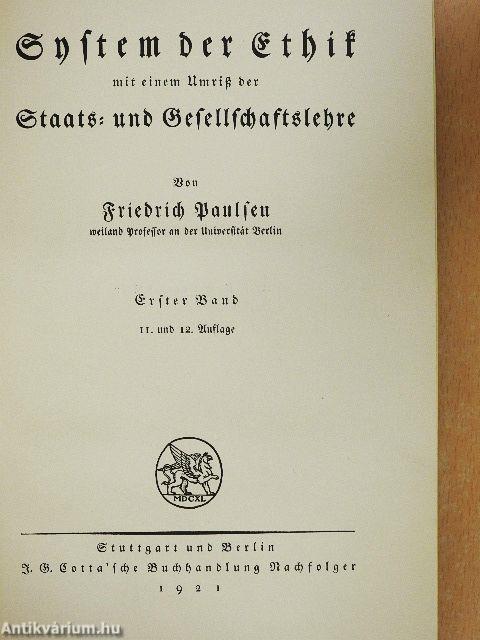 System der Ethik
mit einem Umriß der
Staats- und Gesellschaftslehre
Von
Friedrich Paulsen
weiland Professor an der Universität Berlin
Erster Band
11. und 12. Auflage
MDCXL
Stuttgart und Berlin
J. G. Cotta'sche Buchhandlung Nachfolger
1921
Antikvárium.hu